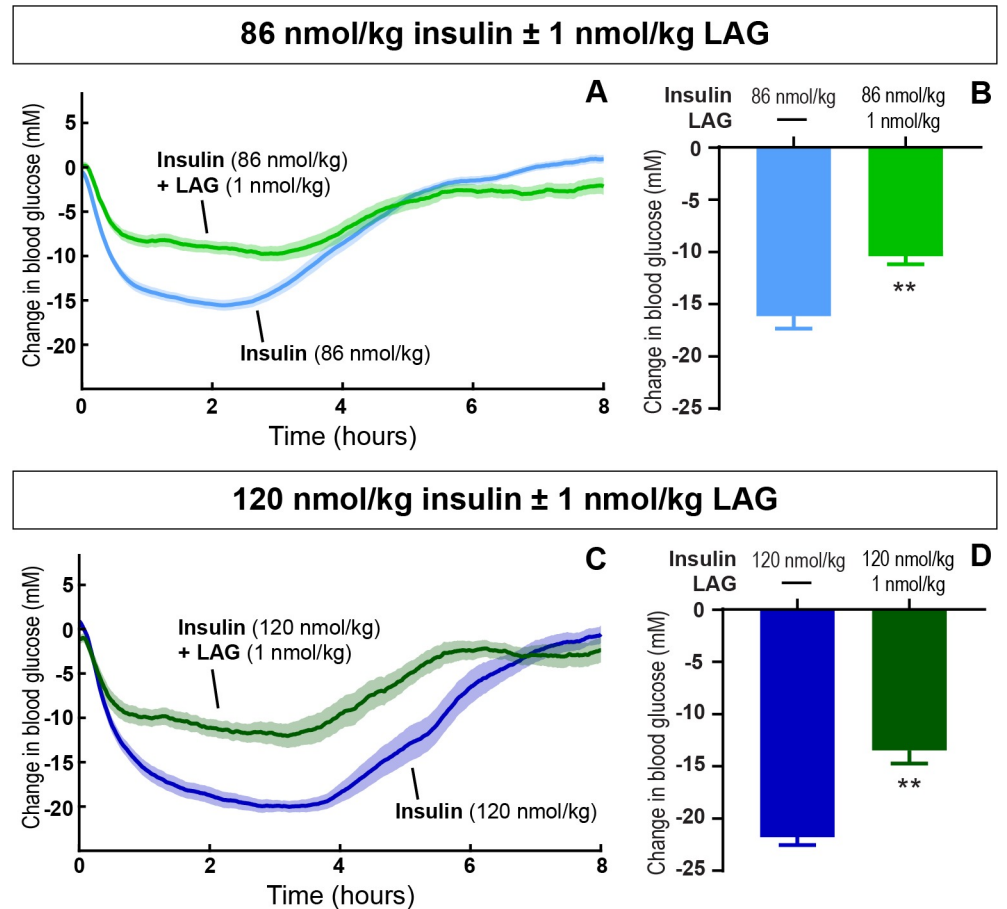 86 nmol/kg insulin ± 1 nmol/kg LAG
A
Change in blood glucose (mM)
5
0
-5
-10
-15
-20
Insulin (86 nmol/kg)
+ LAG (1 nmol/kg)
Insulin (86 nmol/kg)
0 2 4 6 8
Time (hours)
B
Insulin 86 nmol/kg 86 nmol/kg
LAG — 1 nmol/kg
Change in blood glucose (mM)
0
-5
-10
-15
-20
-25
**
120 nmol/kg insulin ± 1 nmol/kg LAG
C
Change in blood glucose (mM)
5
0
-5
-10
-15
-20
Insulin (120 nmol/kg)
+ LAG (1 nmol/kg)
Insulin (120 nmol/kg)
0 2 4 6 8
Time (hours)
D
Insulin 120 nmol/kg 120 nmol/kg
LAG — 1 nmol/kg
Change in blood glucose (mM)
0
-5
-10
-15
-20
-25
**